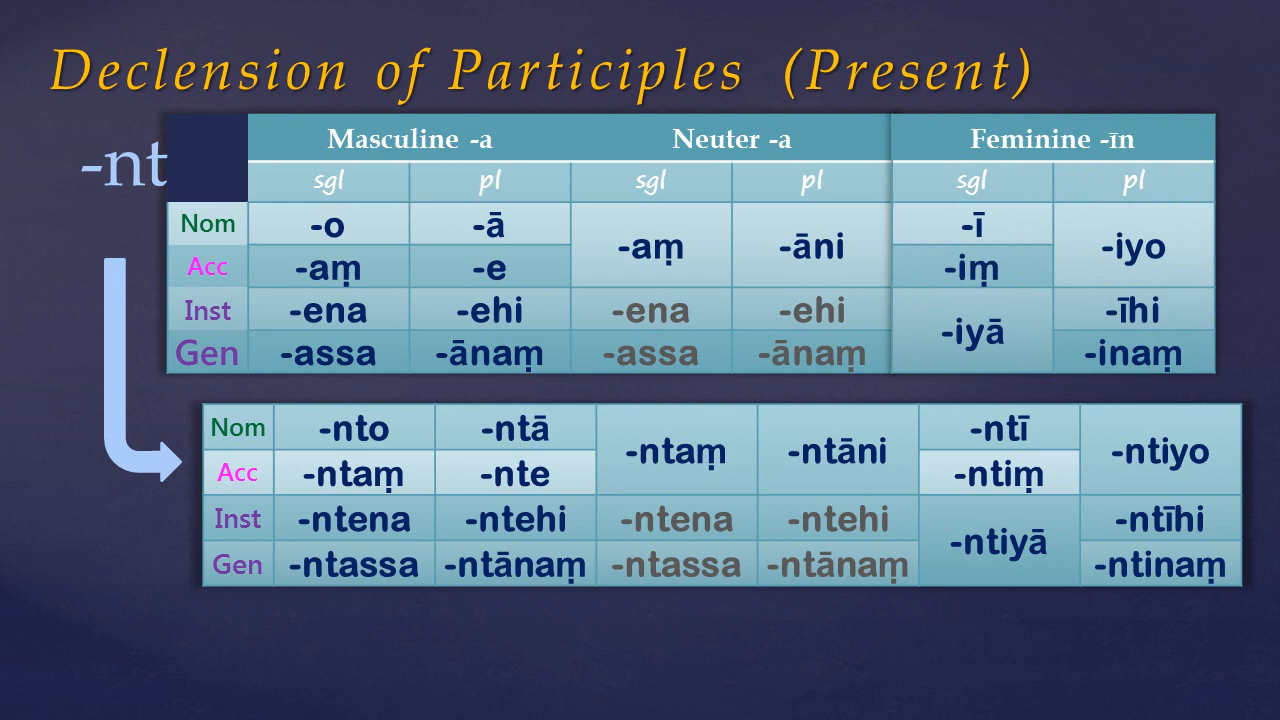 Declension of Participles (Present)
-nt
Masculine -a Neuter -a Feminine -īn
sgl pl sgl pl sgl pl
Nom -o -ā -aṃ -āni -ī -iyo
Acc -aṃ -e -iṃ
Inst -ena -ehi -ena -ehi -iyā -īhi
Gen -assa -ānaṃ -assa -ānaṃ -inaṃ
Nom -nto -ntā -ntaṃ -ntāni -ntī -ntiyo
Acc -ntaṃ -nte -ntiṃ
Inst -ntena -ntehi -ntena -ntehi -ntiyā -ntīhi
Gen -ntassa -ntānaṃ -ntassa -ntānaṃ -ntinaṃ